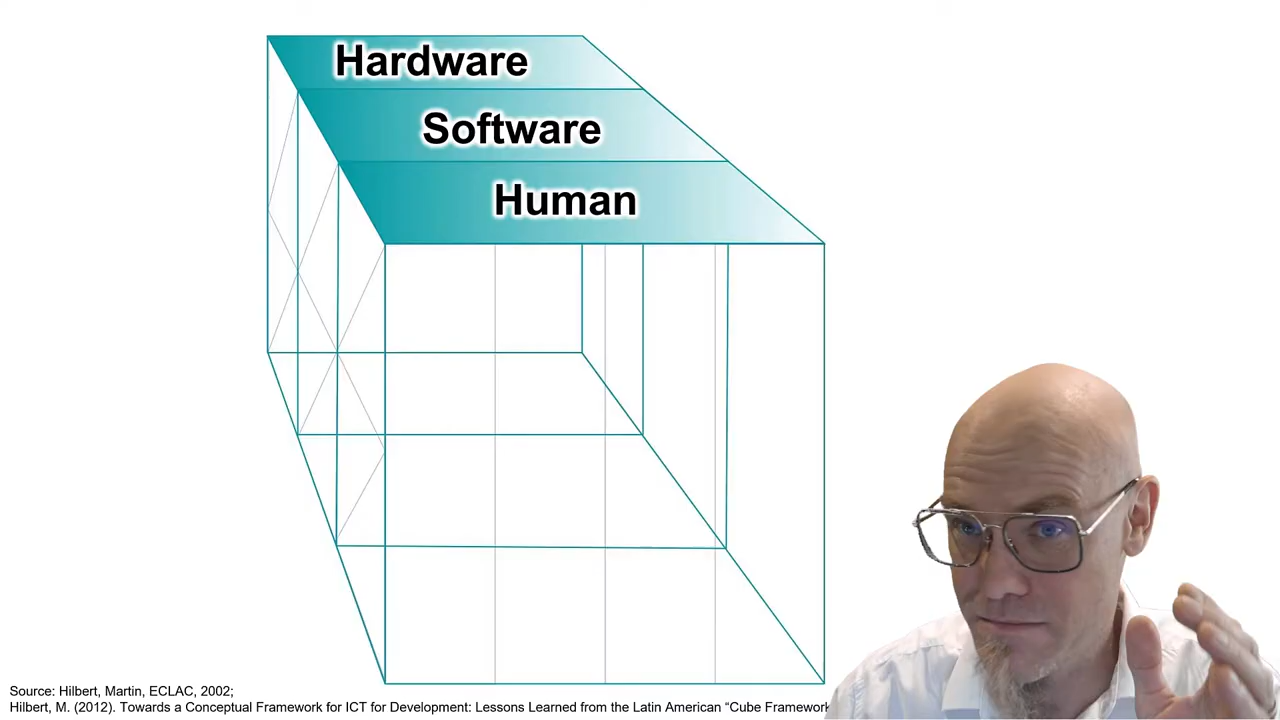 Hardware
Software
Human
Source: Hilbert, Martin, ECLAC, 2002;
Hilbert, M. (2012). Towards a Conceptual Framework for ICT for Development: Lessons Learned from the Latin American “Cube Framework